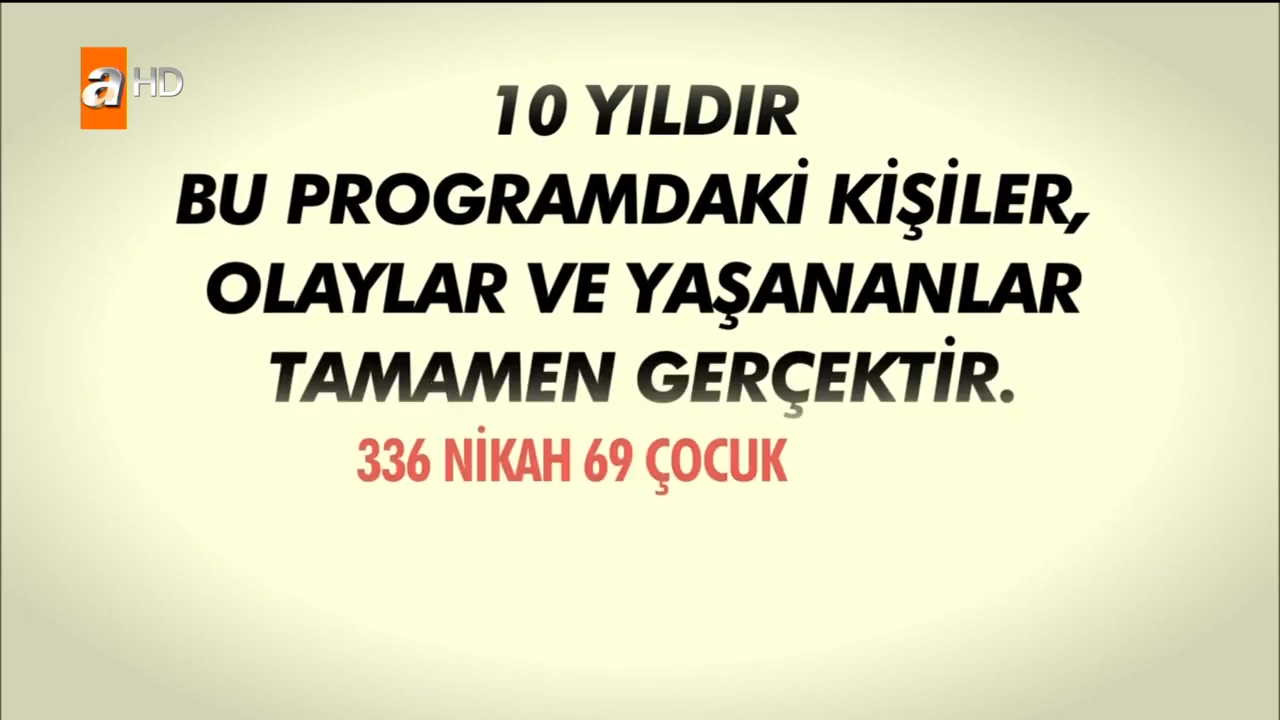 a HD
10 YILDIR
BU PROGRAMDAKİ KİŞİLER,
OLAYLAR VE YAŞANANLAR
TAMAMEN GERÇEKTİR.
336 NİKAH 69 ÇOCUK